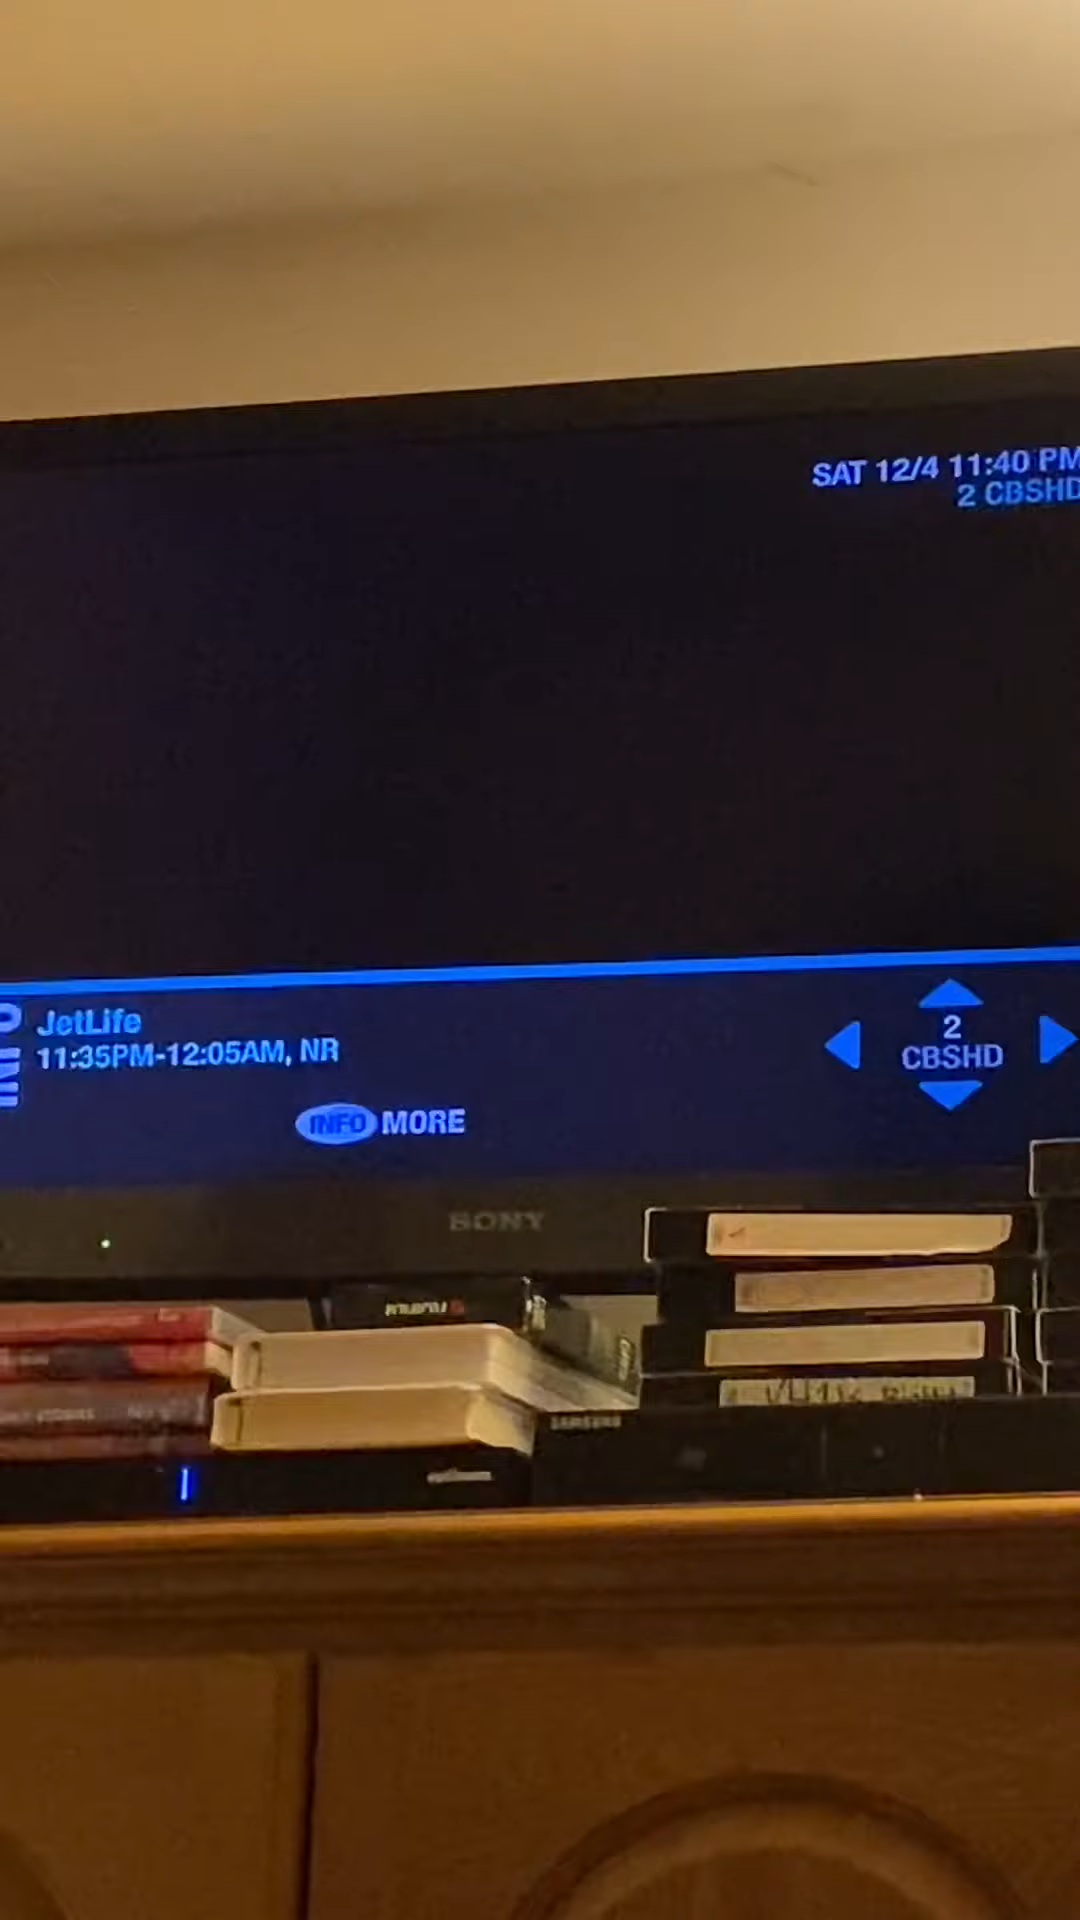 SAT 12/4 11:40 PM
2 CBSHD
INFO
JetLife
11:35PM-12:05AM, NR
2
CBSHD
INFO MORE
SONY
SAMSUNG